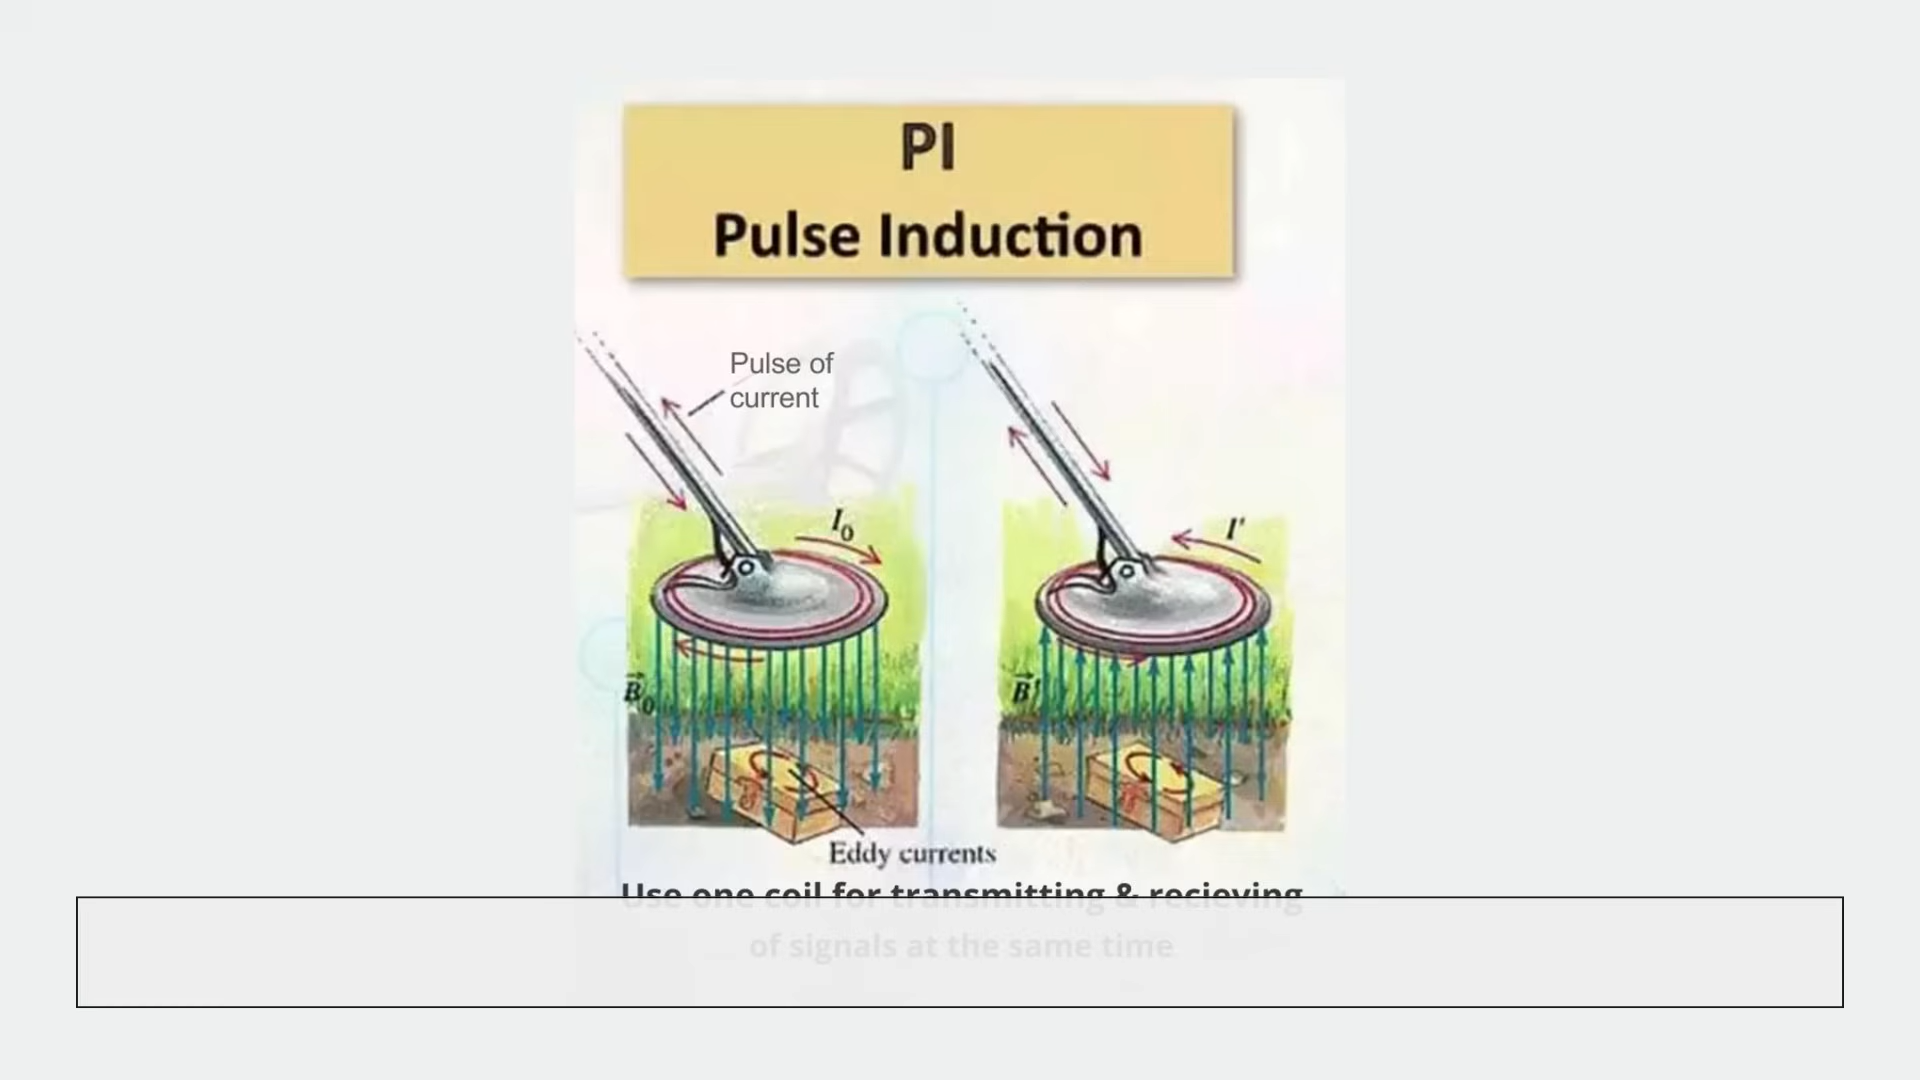 PI
Pulse Induction
Pulse of
current
I₀
I'
B₀
B'
Eddy currents
Use one coil for transmitting & recieving
of signals at the same time